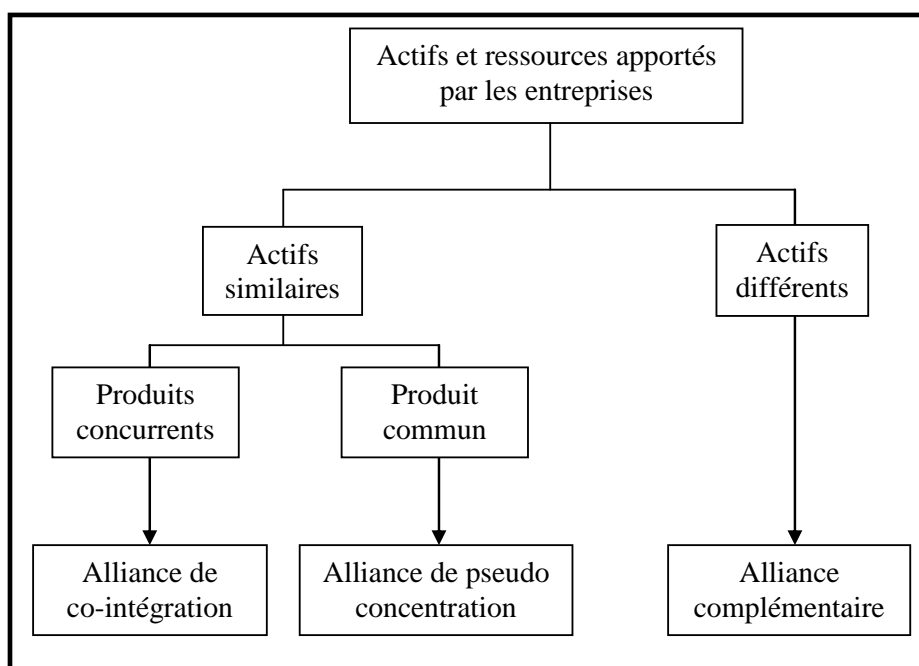 Actifs et ressources apportés
par les entreprises
Actifs
similaires
Actifs
différents
Produits
concurrents
Produit
commun
Alliance de
co-intégration
Alliance de pseudo
concentration
Alliance
complémentaire